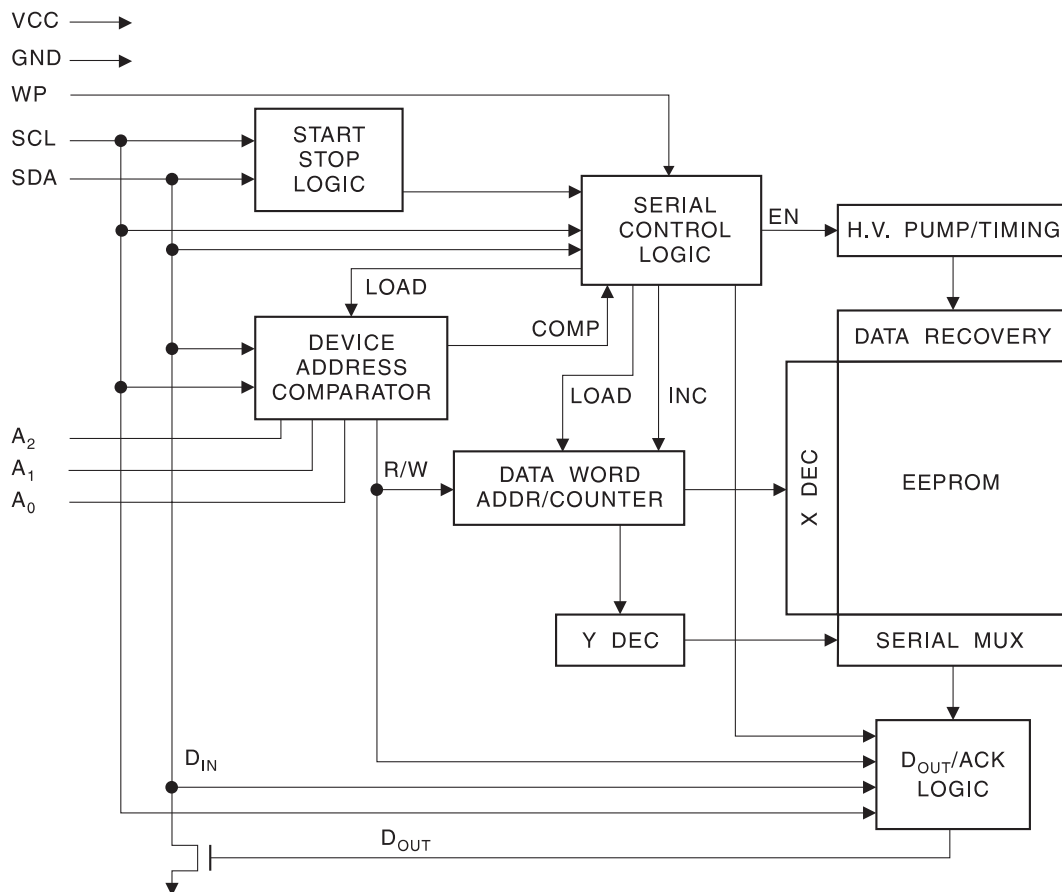 VCC
GND
WP
SCL
SDA
START
STOP
LOGIC
SERIAL
CONTROL
LOGIC
EN
H.V. PUMP/TIMING
LOAD
COMP
DEVICE
ADDRESS
COMPARATOR
LOAD
INC
DATA RECOVERY
A2
A1
A0
R/W
DATA WORD
ADDR/COUNTER
X DEC
EEPROM
Y DEC
SERIAL MUX
DIN
DOUT/ACK
LOGIC
DOUT